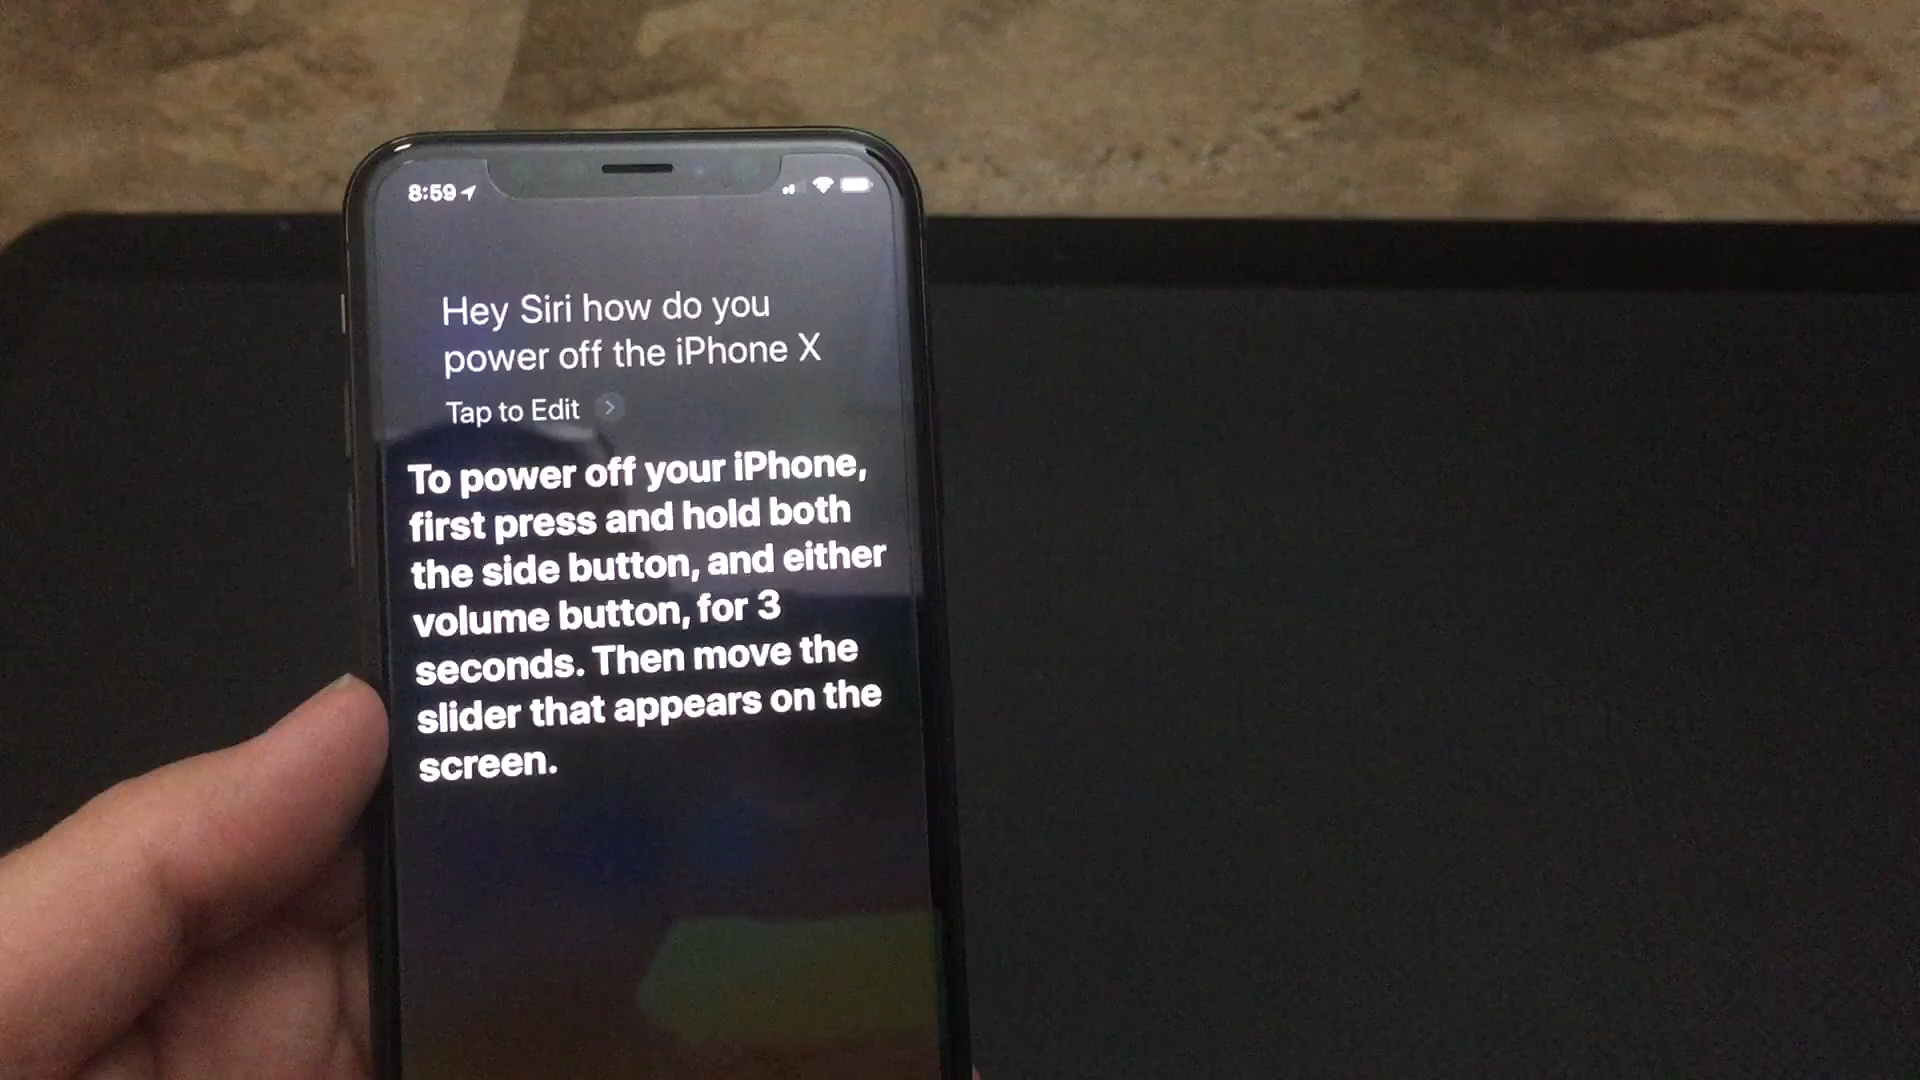 8:59
Hey Siri how do you
power off the iPhone X
Tap to Edit
To power off your iPhone,
first press and hold both
the side button, and either
volume button, for 3
seconds. Then move the
slider that appears on the
screen.